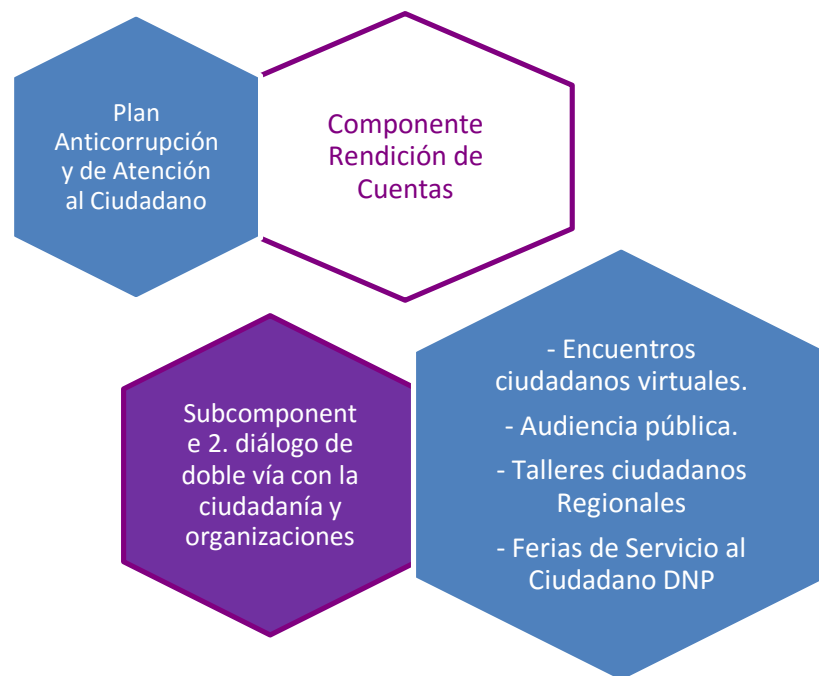 Plan
Anticorrupción
y de Atención
al Ciudadano
Componente
Rendición de
Cuentas
Subcomponent
e 2. diálogo de
doble vía con la
ciudadanía y
organizaciones
- Encuentros
ciudadanos virtuales.
- Audiencia pública.
- Talleres ciudadanos
Regionales
- Ferias de Servicio al
Ciudadano DNP